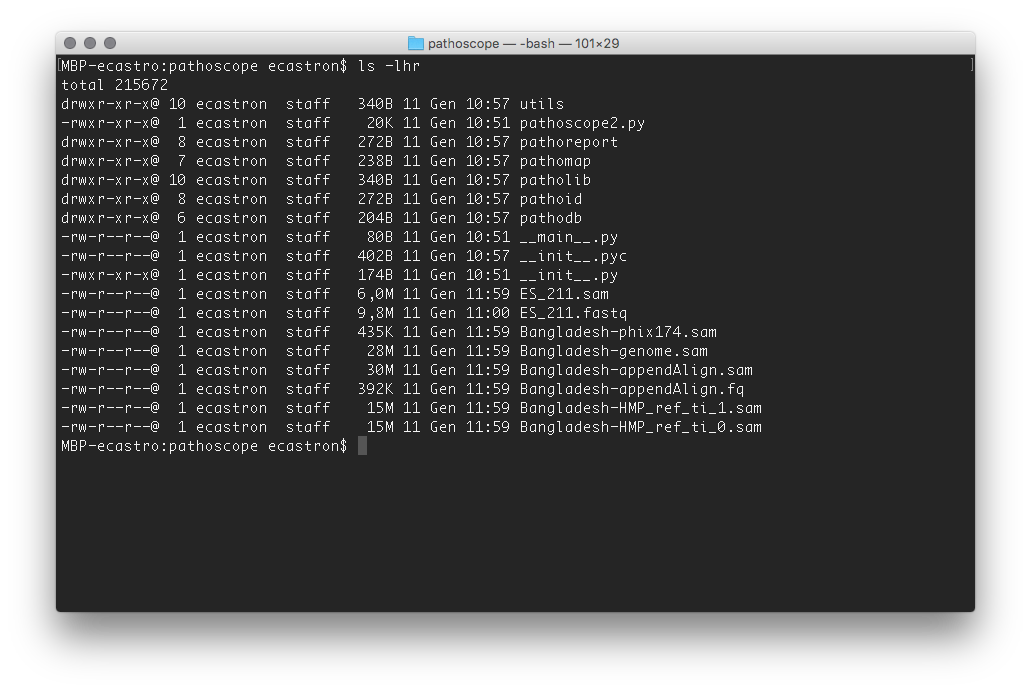 pathoscope — -bash — 101×29
[MBP-ecastro:pathoscope ecastron$ ls -lhr ]
total 215672
drwxr-xr-x@ 10 ecastron  staff   340B 11 Gen 10:57 utils
-rwxr-xr-x@  1 ecastron  staff    20K 11 Gen 10:51 pathoscope2.py
drwxr-xr-x@  8 ecastron  staff   272B 11 Gen 10:57 pathoreport
drwxr-xr-x@  7 ecastron  staff   238B 11 Gen 10:57 pathomap
drwxr-xr-x@ 10 ecastron  staff   340B 11 Gen 10:57 patholib
drwxr-xr-x@  8 ecastron  staff   272B 11 Gen 10:57 pathoid
drwxr-xr-x@  6 ecastron  staff   204B 11 Gen 10:57 pathodb
-rw-r--r--@  1 ecastron  staff    80B 11 Gen 10:51 __main__.py
-rw-r--r--@  1 ecastron  staff   402B 11 Gen 10:57 __init__.pyc
-rwxr-xr-x@  1 ecastron  staff   174B 11 Gen 10:51 __init__.py
-rw-r--r--@  1 ecastron  staff   6,0M 11 Gen 11:59 ES_211.sam
-rw-r--r--@  1 ecastron  staff   9,8M 11 Gen 11:00 ES_211.fastq
-rw-r--r--@  1 ecastron  staff   435K 11 Gen 11:59 Bangladesh-phix174.sam
-rw-r--r--@  1 ecastron  staff    28M 11 Gen 11:59 Bangladesh-genome.sam
-rw-r--r--@  1 ecastron  staff    30M 11 Gen 11:59 Bangladesh-appendAlign.sam
-rw-r--r--@  1 ecastron  staff   392K 11 Gen 11:59 Bangladesh-appendAlign.fq
-rw-r--r--@  1 ecastron  staff    15M 11 Gen 11:59 Bangladesh-HMP_ref_ti_1.sam
-rw-r--r--@  1 ecastron  staff    15M 11 Gen 11:59 Bangladesh-HMP_ref_ti_0.sam
MBP-ecastro:pathoscope ecastron$